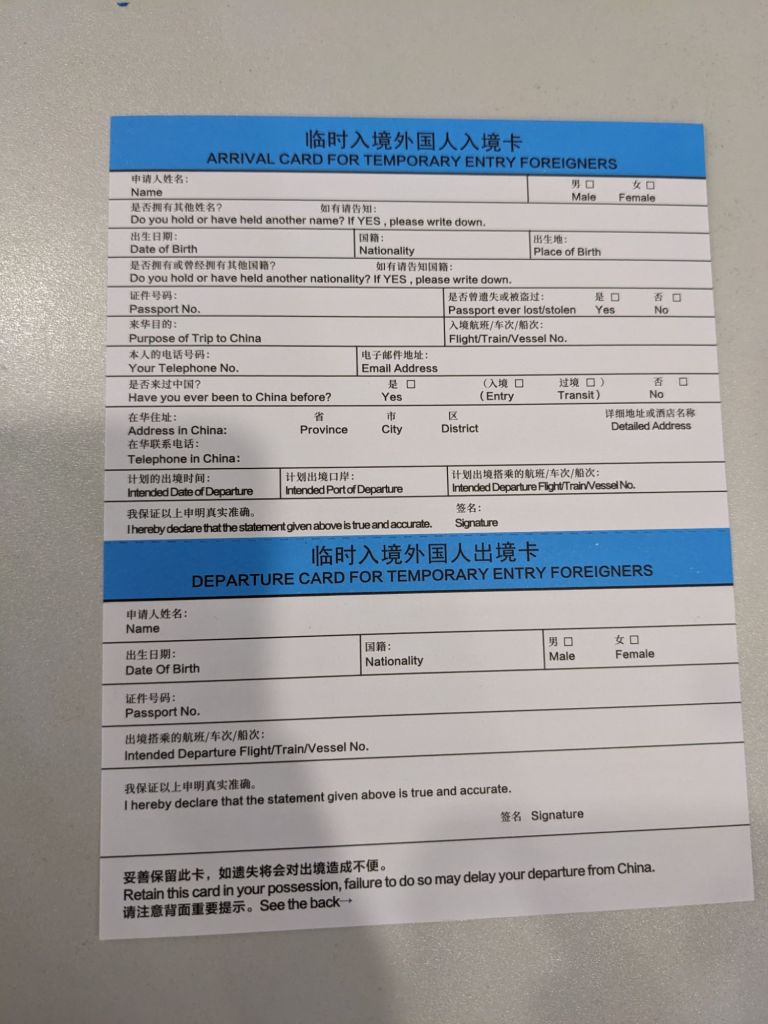 临时入境外国人入境卡
ARRIVAL CARD FOR TEMPORARY ENTRY FOREIGNERS
申请人姓名: 男 □ 女 □
Name Male Female
是否拥有其他姓名? 如有请告知:
Do you hold or have held another name? If YES , please write down.
出生日期: 国籍: 出生地:
Date of Birth Nationality Place of Birth
是否拥有或曾经拥有其他国籍? 如有请告知国籍:
Do you hold or have held another nationality? If YES , please write down.
证件号码: 是否曾遗失或被盗过: 是 □ 否 □
Passport No. Passport ever lost/stolen Yes No
来华目的: 入境航班/车次/船次:
Purpose of Trip to China Flight/Train/Vessel No.
本人的电话号码: 电子邮件地址:
Your Telephone No. Email Address
是否来过中国? 是 □ (入境 □ 过境 □ ) 否 □
Have you ever been to China before? Yes (Entry Transit) No
在华住址: 省 市 区 详细地址或酒店名称
Address in China: Province City District Detailed Address
在华联系电话:
Telephone in China:
计划的出境时间: 计划出境口岸: 计划出境搭乘的航班/车次/船次:
Intended Date of Departure Intended Port of Departure Intended Departure Flight/Train/Vessel No.
我保证以上申明真实准确。 签名:
I hereby declare that the statement given above is true and accurate. Signature
临时入境外国人出境卡
DEPARTURE CARD FOR TEMPORARY ENTRY FOREIGNERS
申请人姓名:
Name
出生日期: 国籍: 男 □ 女 □
Date Of Birth Nationality Male Female
证件号码:
Passport No.
出境搭乘的航班/车次/船次:
Intended Departure Flight/Train/Vessel No.
我保证以上申明真实准确。
I hereby declare that the statement given above is true and accurate.
签名 Signature
妥善保留此卡，如遗失将会对出境造成不便。
Retain this card in your possession, failure to do so may delay your departure from China.
请注意背面重要提示。See the back→